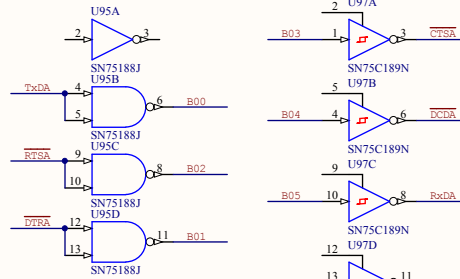 U95A
2
3
SN75188J
U95B
TxDA
4
5
6
B00
SN75188J
U95C
RTSA
9
10
8
B02
SN75188J
U95D
DTRA
12
13
11
B01
SN75188J
U97A
2
B03
1
3
CTSA
SN75C189N
U97B
5
B04
4
6
DCDA
SN75C189N
U97C
9
B05
10
8
RxDA
SN75C189N
U97D
12
13
11